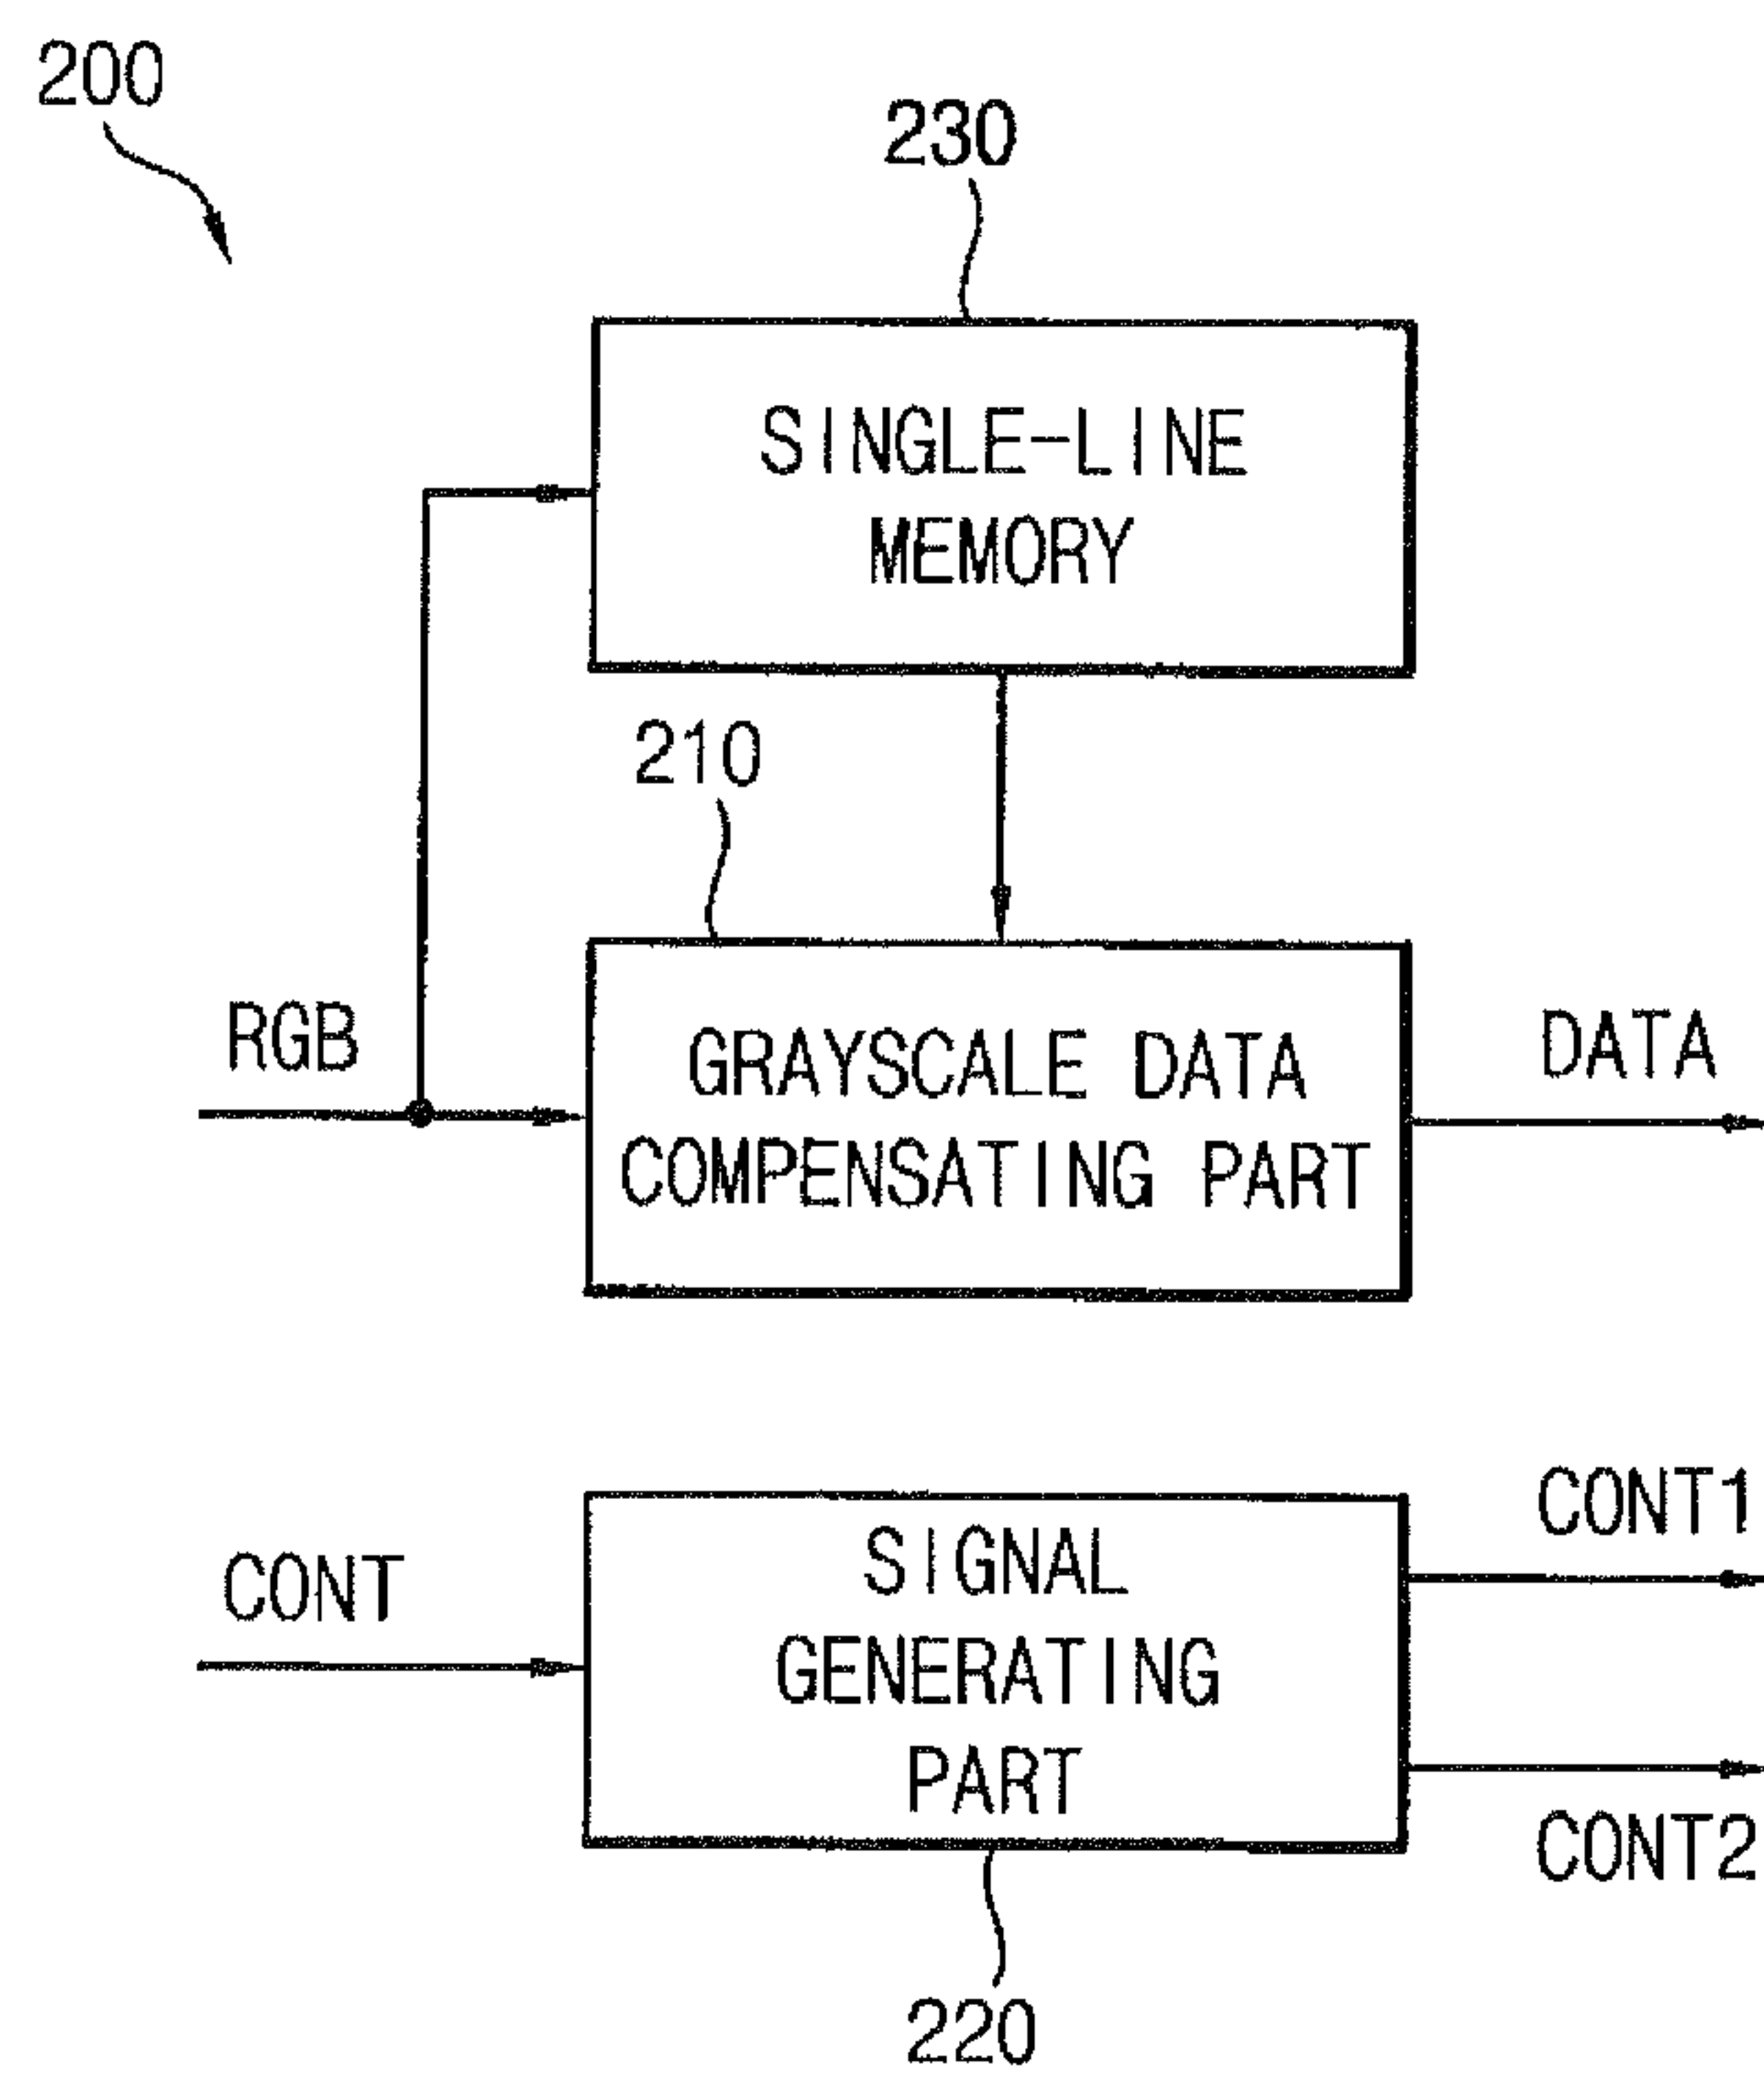 200
230
SINGLE-LINE
MEMORY
210
RGB
GRAYSCALE DATA
COMPENSATING PART
DATA
CONT
SIGNAL
GENERATING
PART
CONT1
CONT2
220